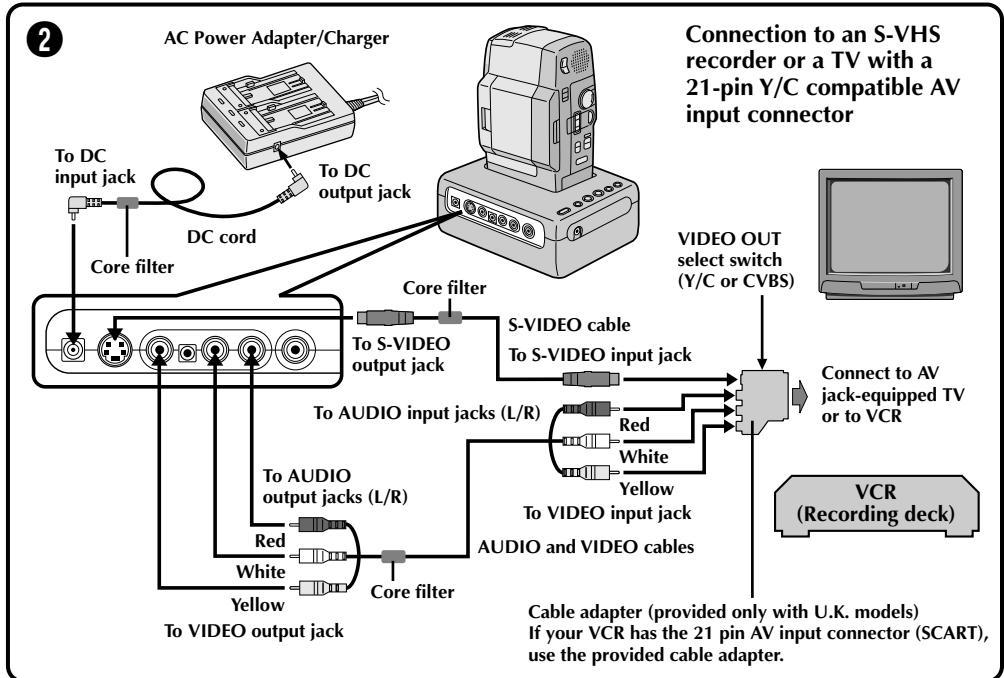 2
AC Power Adapter/Charger
Connection to an S-VHS
recorder or a TV with a
21-pin Y/C compatible AV
input connector
To DC
input jack
To DC
output jack
DC cord
Core filter
VIDEO OUT
select switch
(Y/C or CVBS)
Core filter
S-VIDEO cable
To S-VIDEO
output jack
To S-VIDEO input jack
Connect to AV
jack-equipped TV
or to VCR
To AUDIO input jacks (L/R)
Red
White
Yellow
To VIDEO input jack
To AUDIO
output jacks (L/R)
Red
White
Yellow
To VIDEO output jack
AUDIO and VIDEO cables
Core filter
VCR
(Recording deck)
Cable adapter (provided only with U.K. models)
If your VCR has the 21 pin AV input connector (SCART),
use the provided cable adapter.